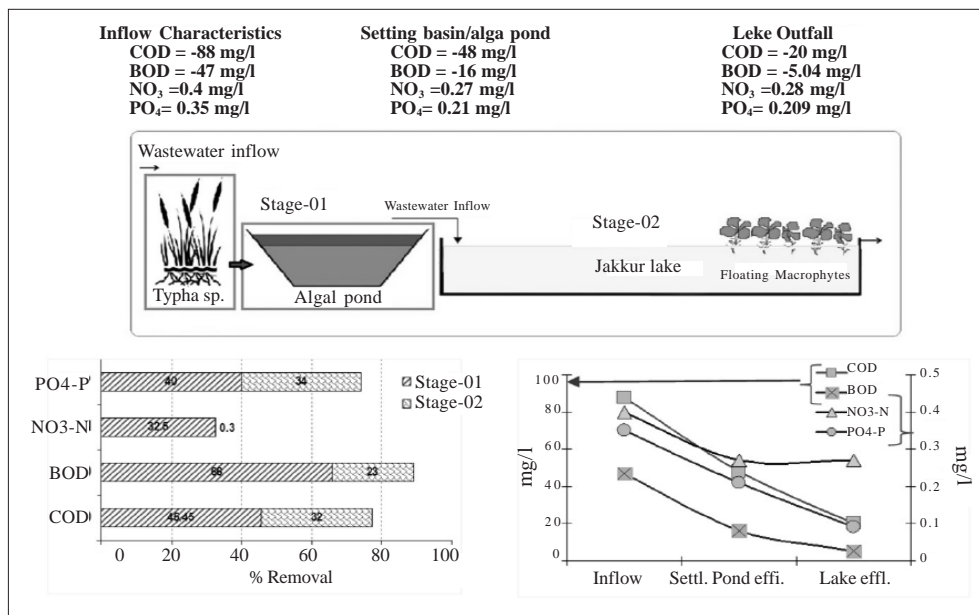 Inflow Characteristics
COD = -88 mg/l
BOD = -47 mg/l
NO₃ =0.4 mg/l
PO₄= 0.35 mg/l
Setting basin/alga pond
COD = -48 mg/l
BOD = -16 mg/l
NO₃ =0.27 mg/l
PO₄= 0.21 mg/l
Leke Outfall
COD = -20 mg/l
BOD = -5.04 mg/l
NO₃ =0.28 mg/l
PO₄= 0.209 mg/l
Wastewater inflow
Typha sp.
Stage-01
Algal pond
Wastewater Inflow
Stage-02
Jakkur lake
Floating Macrophytes
PO4-P
40
34
NO3-N
32.5
0.3
BOD
66
23
COD
45.45
32
0 20 40 60 80 100
% Removal
Stage-01
Stage-02
COD
BOD
NO3-N
PO4-P
mg/l
100
80
60
40
20
0
0.5
0.4
0.3
0.2
0.1
0
mg/l
Inflow Settl. Pond effi. Lake effl.